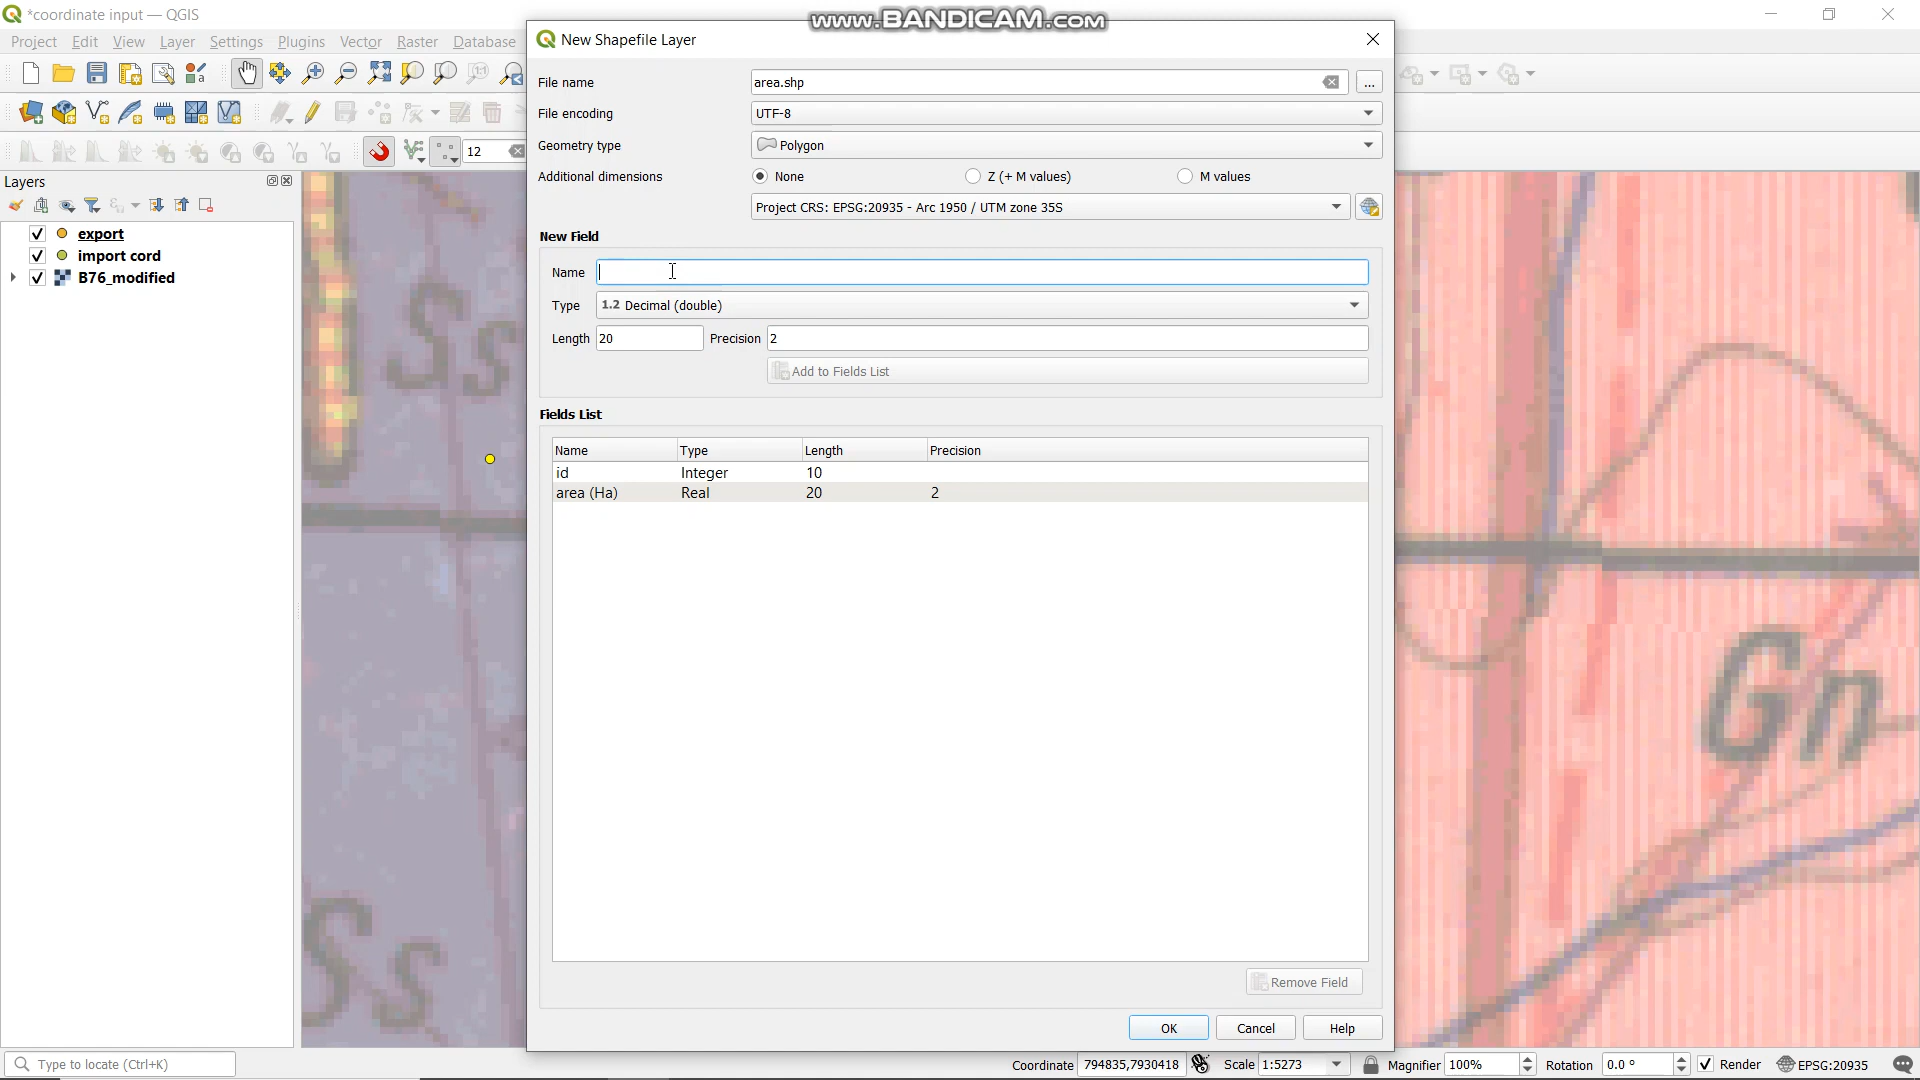 *coordinate input — QGIS
www.BANDICAM.com
Project Edit View Layer Settings Plugins Vector Raster Database
New Shapefile Layer
File name area.shp ...
File encoding UTF-8
Geometry type Polygon
12
Additional dimensions None Z (+ M values) M values
Project CRS: EPSG:20935 - Arc 1950 / UTM zone 35S
Layers
export
import cord
B76_modified
New Field
Name
Type 1.2 Decimal (double)
Length 20 Precision 2
Add to Fields List
Fields List
Name Type Length Precision
id Integer 10
area (Ha) Real 20 2
Ss
Gn
Ss
Remove Field
OK Cancel Help
Type to locate (Ctrl+K) Coordinate 794835,7930418 Scale 1:5273 Magnifier 100% Rotation 0.0 ° Render EPSG:20935